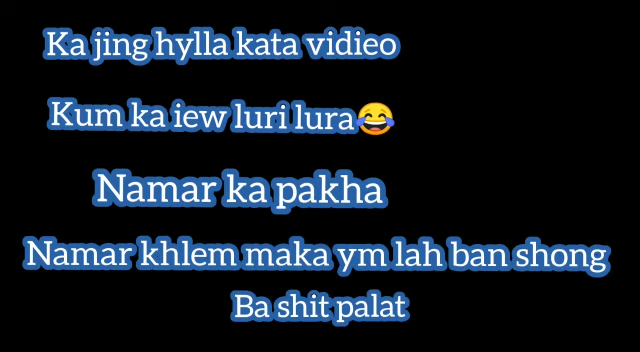 Ka jing hylla kata vidieo
Kum ka iew luri lura😂
Namar ka pakha
Namar khlem maka ym lah ban shong
Ba shit palat